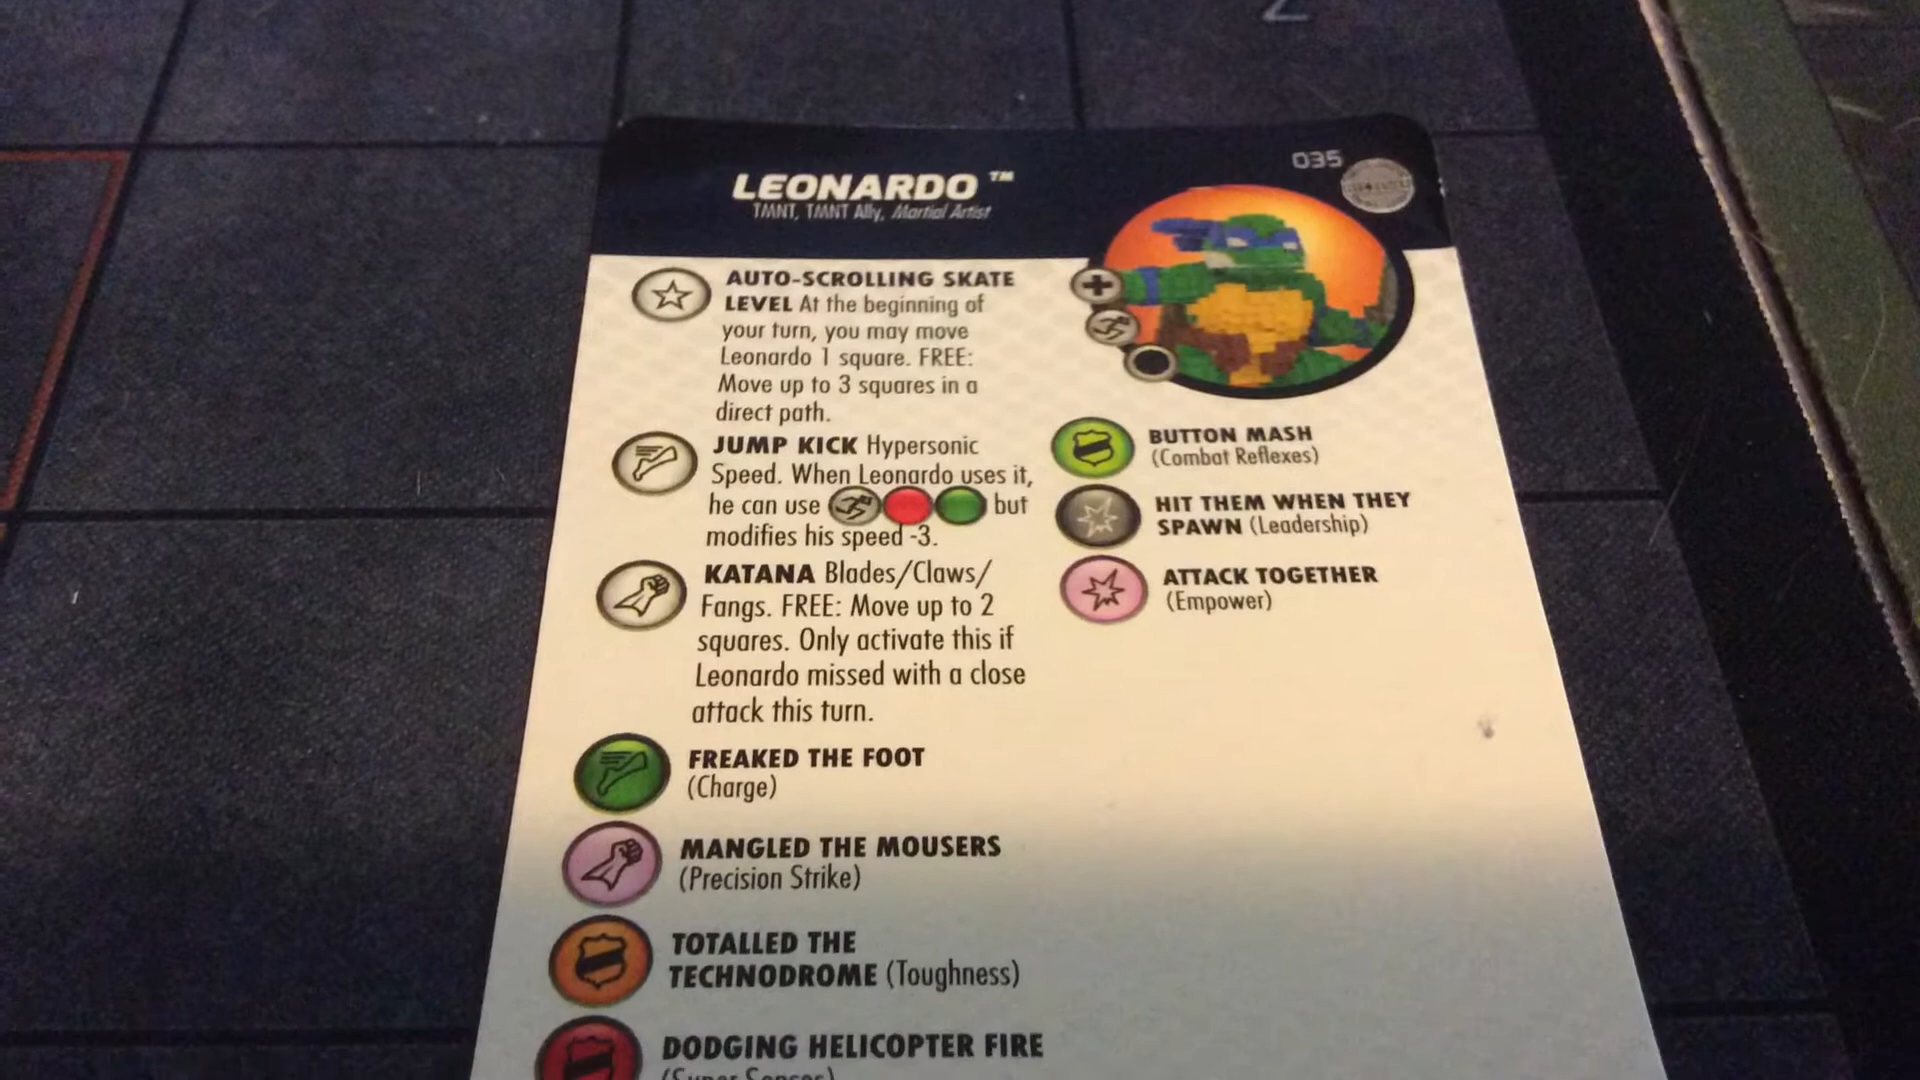 LEONARDO™
TMNT, TMNT Ally, Martial Artist
035
AUTO-SCROLLING SKATE
LEVEL At the beginning of
your turn, you may move
Leonardo 1 square. FREE:
Move up to 3 squares in a
direct path.
JUMP KICK Hypersonic
Speed. When Leonardo uses it,
he can use but
modifies his speed -3.
KATANA Blades/Claws/
Fangs. FREE: Move up to 2
squares. Only activate this if
Leonardo missed with a close
attack this turn.
FREAKED THE FOOT
(Charge)
MANGLED THE MOUSERS
(Precision Strike)
TOTALLED THE
TECHNODROME (Toughness)
DODGING HELICOPTER FIRE
(Super Senses)
BUTTON MASH
(Combat Reflexes)
HIT THEM WHEN THEY
SPAWN (Leadership)
ATTACK TOGETHER
(Empower)